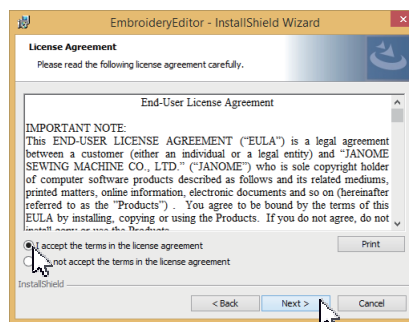 EmbroideryEditor - InstallShield Wizard
License Agreement
Please read the following license agreement carefully.
End-User License Agreement
IMPORTANT NOTE:
This END-USER LICENSE AGREEMENT ("EULA") is a legal agreement
between a customer (either an individual or a legal entity) and "JANOME
SEWING MACHINE CO., LTD." ("JANOME") who is sole copyright holder
of computer software products described as follows and its related mediums,
printed matters, online information, electronic documents and so on (hereinafter
referred to as the "Products") . You agree to be bound by the terms of this
EULA by installing, copying or using the Products. If you do not agree, do not
install copy or use the Products
I accept the terms in the license agreement
Print
not accept the terms in the license agreement
InstallShield
< Back
Next >
Cancel